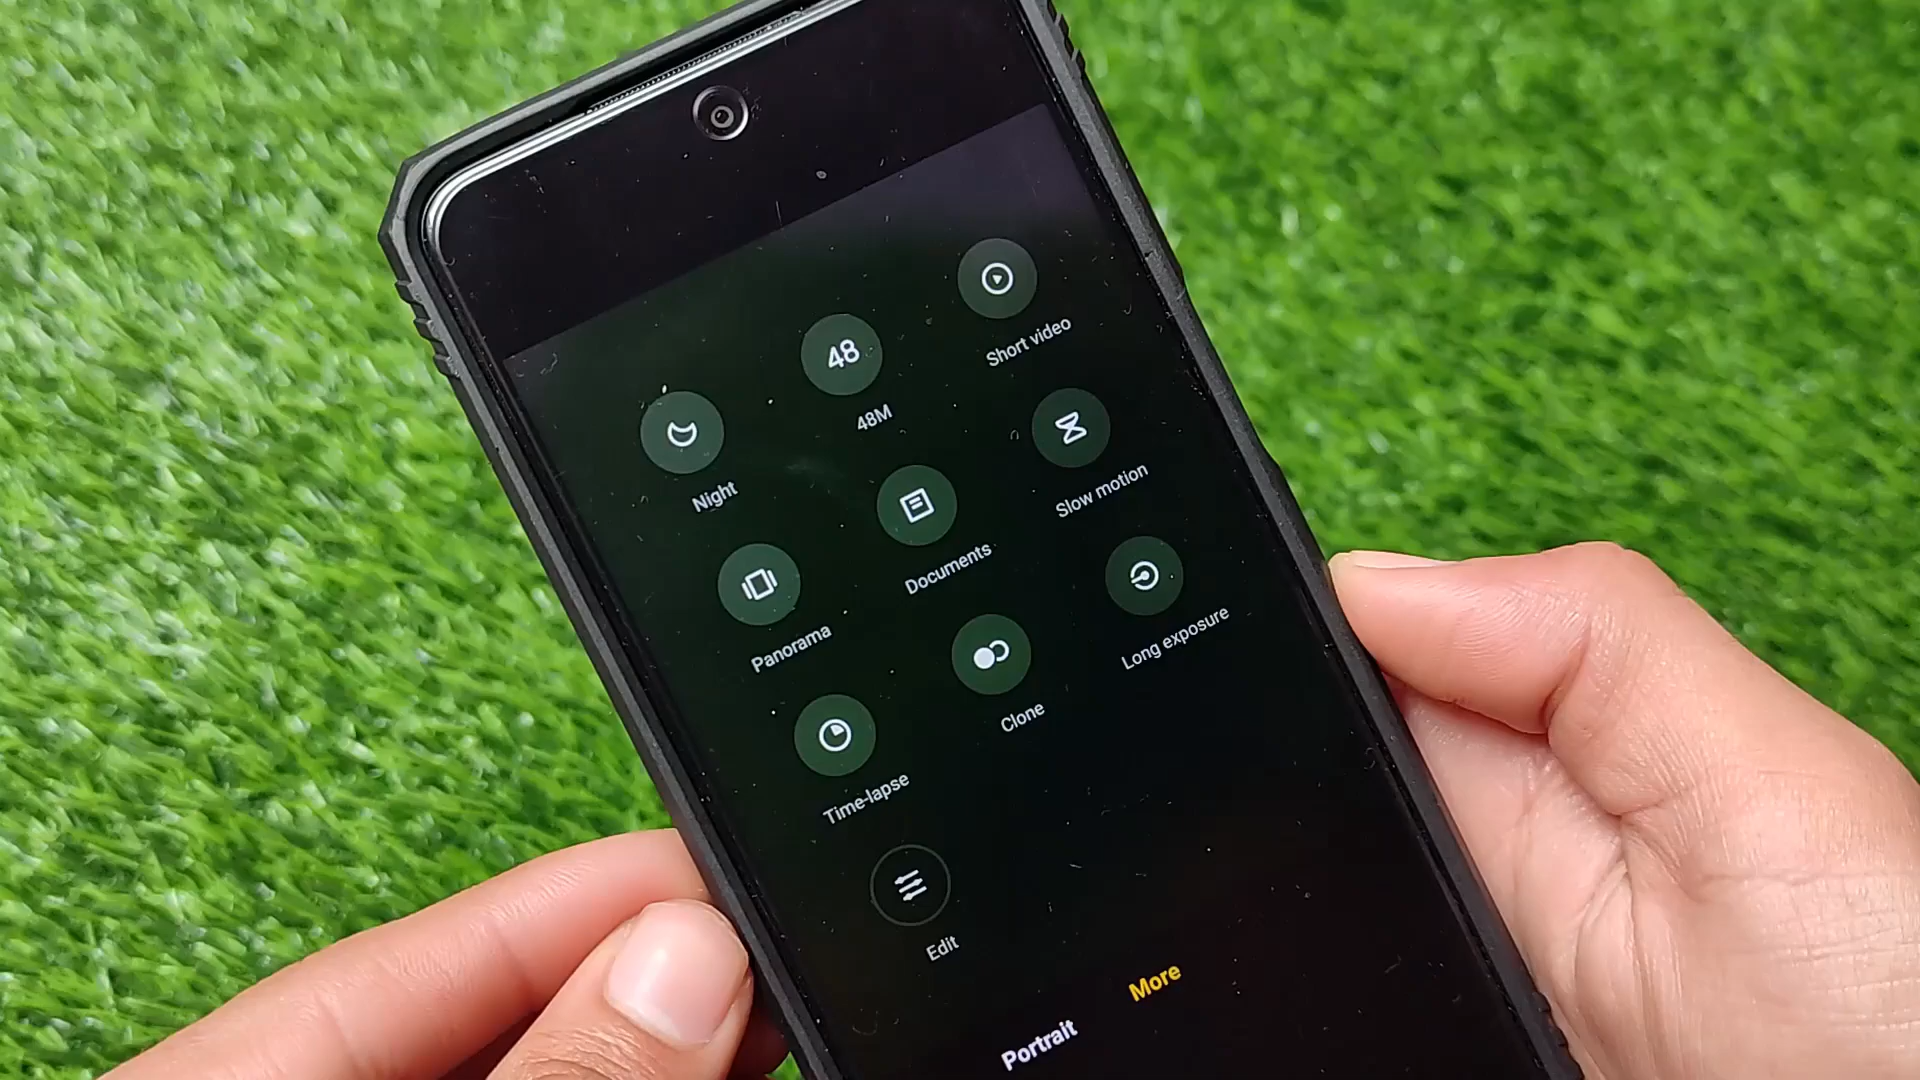 48
Night
48M
Short video
Panorama
Documents
Slow motion
Time-lapse
Clone
Long exposure
Edit
Portrait
More